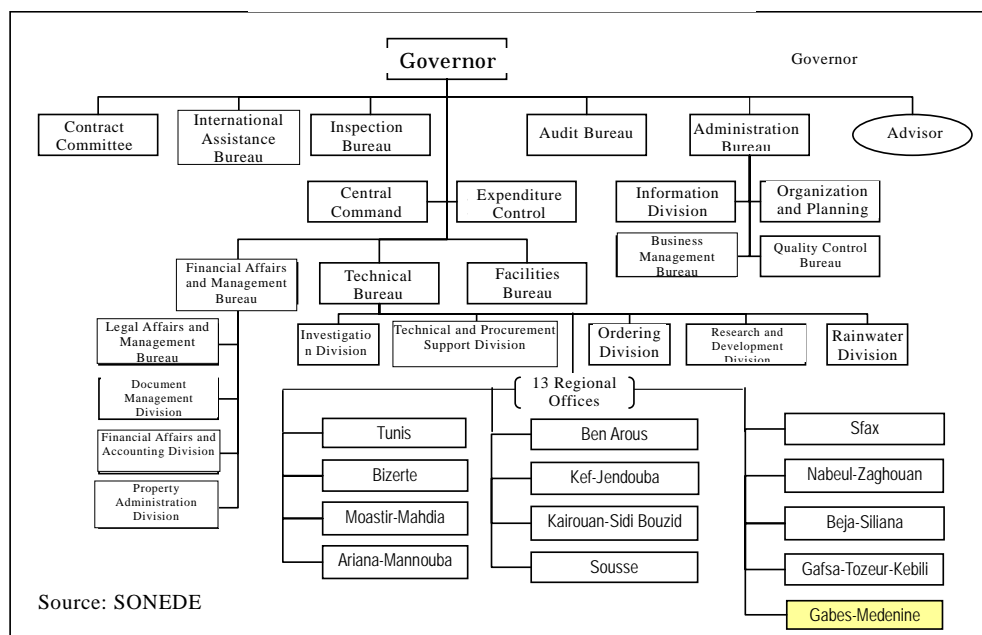 Governor
Governor
Contract
Committee
International
Assistance
Bureau
Inspection
Bureau
Audit Bureau
Administration
Bureau
Advisor
Central
Command
Expenditure
Control
Information
Division
Organization
and Planning
Business
Management
Bureau
Quality Control
Bureau
Financial Affairs
and Management
Bureau
Technical
Bureau
Facilities
Bureau
Legal Affairs and
Management
Bureau
Document
Management
Division
Financial Affairs and
Accounting Division
Property
Administration
Division
Investigatio
n Division
Technical and Procurement
Support Division
Ordering
Division
Research and
Development
Division
Rainwater
Division
13 Regional
Offices
Tunis
Bizerte
Moastir-Mahdia
Ariana-Mannouba
Ben Arous
Kef-Jendouba
Kairouan-Sidi Bouzid
Sousse
Sfax
Nabeul-Zaghouan
Beja-Siliana
Gafsa-Tozeur-Kebili
Gabes-Medenine
Source: SONEDE